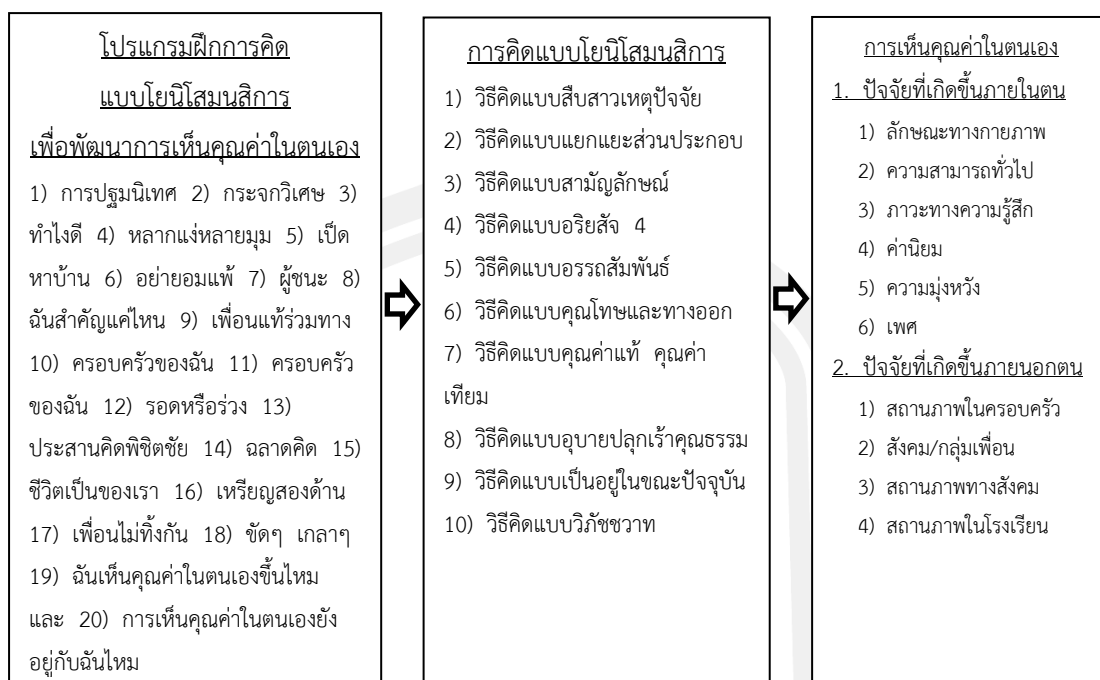 โปรแกรมฝึกการคิด
แบบโยนิโสมนสิการ
เพื่อพัฒนาการเห็นคุณค่าในตนเอง
1) การปฐมนิเทศ 2) กระจกวิเศษ 3)
ทำไงดี 4) หลากแง่หลายมุม 5) เป็ด
หาบ้าน 6) อย่ายอมแพ้ 7) ผู้ชนะ 8)
ฉันสำคัญแค่ไหน 9) เพื่อนแท้ร่วมทาง
10) ครอบครัวของฉัน 11) ครอบครัว
ของฉัน 12) รอดหรือร่วง 13)
ประสานคิดพิชิตชัย 14) ฉลาดคิด 15)
ชีวิตเป็นของเรา 16) เหรียญสองด้าน
17) เพื่อนไม่ทิ้งกัน 18) ขัดๆ เกลาๆ
19) ฉันเห็นคุณค่าในตนเองขึ้นไหม
และ 20) การเห็นคุณค่าในตนเองยัง
อยู่กับฉันไหม
การคิดแบบโยนิโสมนสิการ
1) วิธีคิดแบบสืบสาวเหตุปัจจัย
2) วิธีคิดแบบแยกแยะส่วนประกอบ
3) วิธีคิดแบบสามัญลักษณ์
4) วิธีคิดแบบอริยสัจ 4
5) วิธีคิดแบบอรรถสัมพันธ์
6) วิธีคิดแบบคุณโทษและทางออก
7) วิธีคิดแบบคุณค่าแท้ คุณค่า
เทียม
8) วิธีคิดแบบอุบายปลุกเร้าคุณธรรม
9) วิธีคิดแบบเป็นอยู่ในขณะปัจจุบัน
10) วิธีคิดแบบวิภัชชวาท
การเห็นคุณค่าในตนเอง
1. ปัจจัยที่เกิดขึ้นภายในตน
1) ลักษณะทางกายภาพ
2) ความสามารถทั่วไป
3) ภาวะทางความรู้สึก
4) ค่านิยม
5) ความมุ่งหวัง
6) เพศ
2. ปัจจัยที่เกิดขึ้นภายนอกตน
1) สถานภาพในครอบครัว
2) สังคม/กลุ่มเพื่อน
3) สถานภาพทางสังคม
4) สถานภาพในโรงเรียน